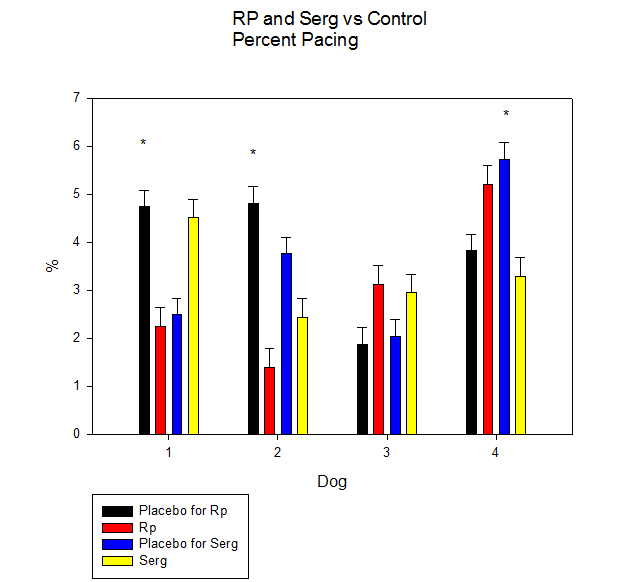 RP and Serg vs Control
Percent Pacing
7
6
5
4
3
2
1
0
%
*
*
*
1 2 3 4
Dog
Placebo for Rp
Rp
Placebo for Serg
Serg